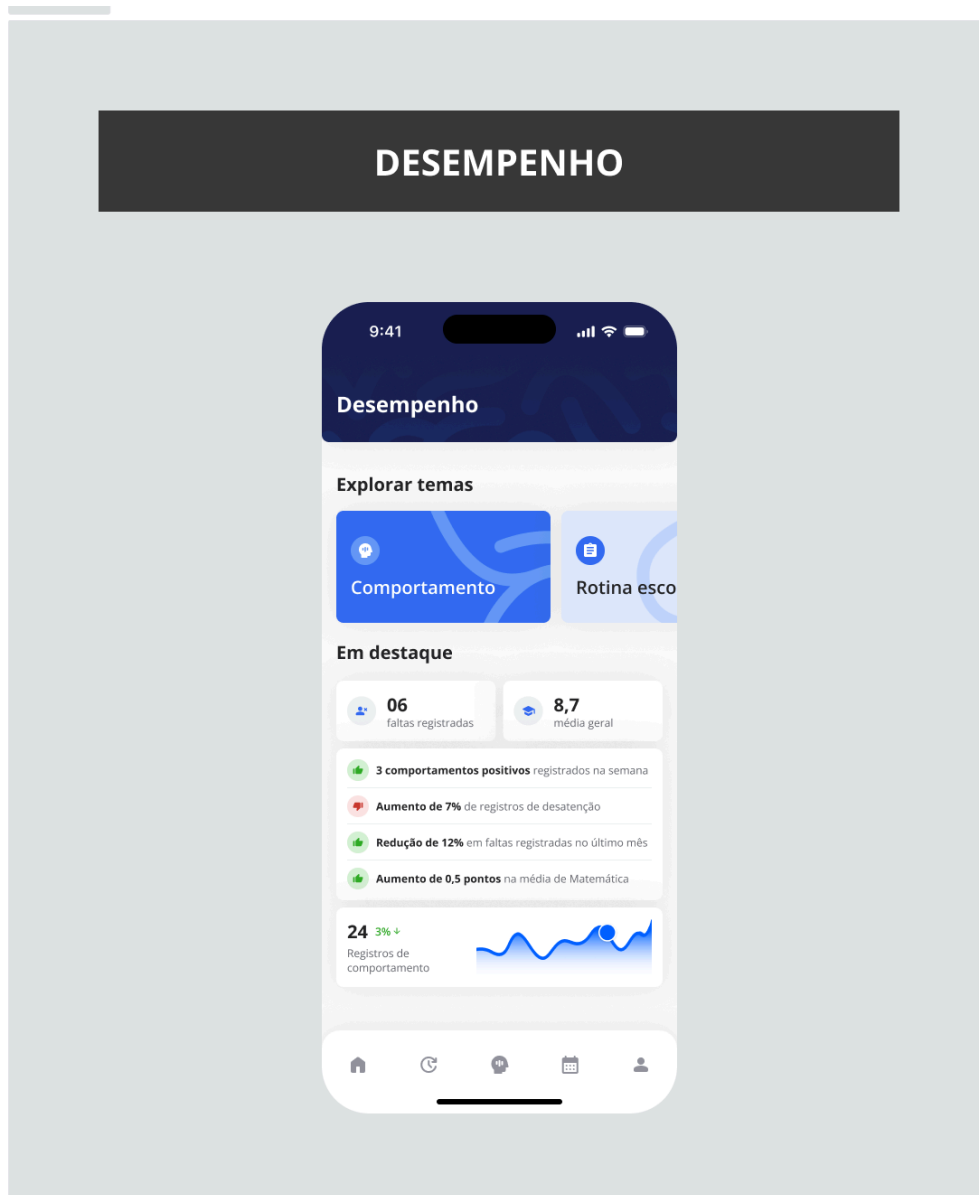 DESEMPENHO
9:41
Desempenho
Explorar temas
Comportamento
Rotina esco
Em destaque
06
faltas registradas
8,7
média geral
3 comportamentos positivos registrados na semana
Aumento de 7% de registros de desatenção
Redução de 12% em faltas registradas no último mês
Aumento de 0,5 pontos na média de Matemática
24 3%
Registros de
comportamento